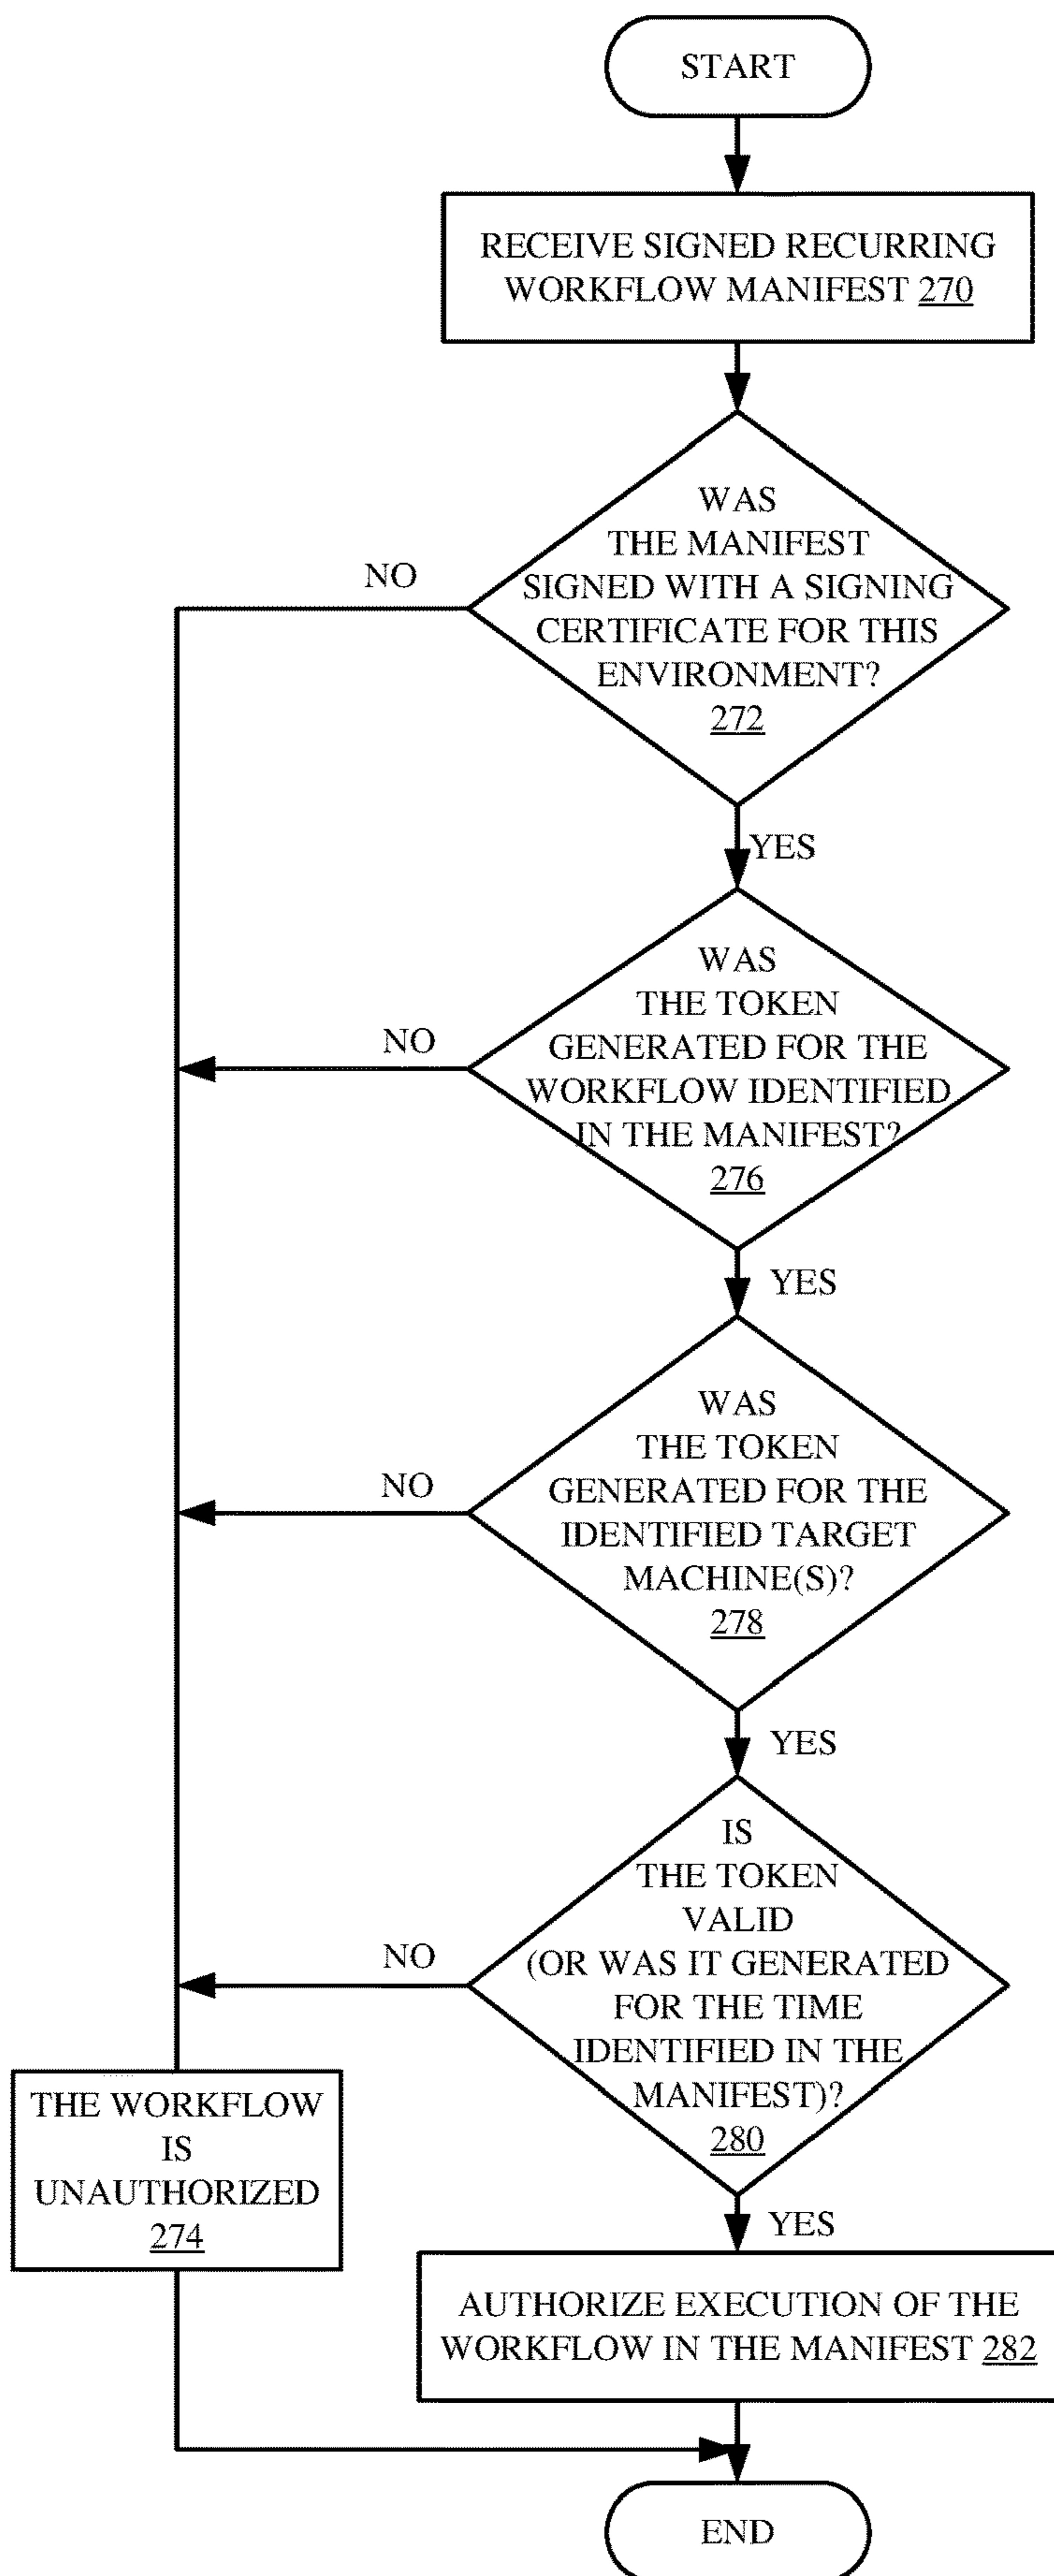 START
RECEIVE SIGNED RECURRING
WORKFLOW MANIFEST 270
WAS
THE MANIFEST
SIGNED WITH A SIGNING
CERTIFICATE FOR THIS
ENVIRONMENT?
272
NO
YES
WAS
THE TOKEN
GENERATED FOR THE
WORKFLOW IDENTIFIED
IN THE MANIFEST?
276
NO
YES
WAS
THE TOKEN
GENERATED FOR THE
IDENTIFIED TARGET
MACHINE(S)?
278
NO
YES
IS
THE TOKEN
VALID
(OR WAS IT GENERATED
FOR THE TIME
IDENTIFIED IN THE
MANIFEST)?
280
NO
YES
THE WORKFLOW
IS
UNAUTHORIZED
274
AUTHORIZE EXECUTION OF THE
WORKFLOW IN THE MANIFEST 282
END